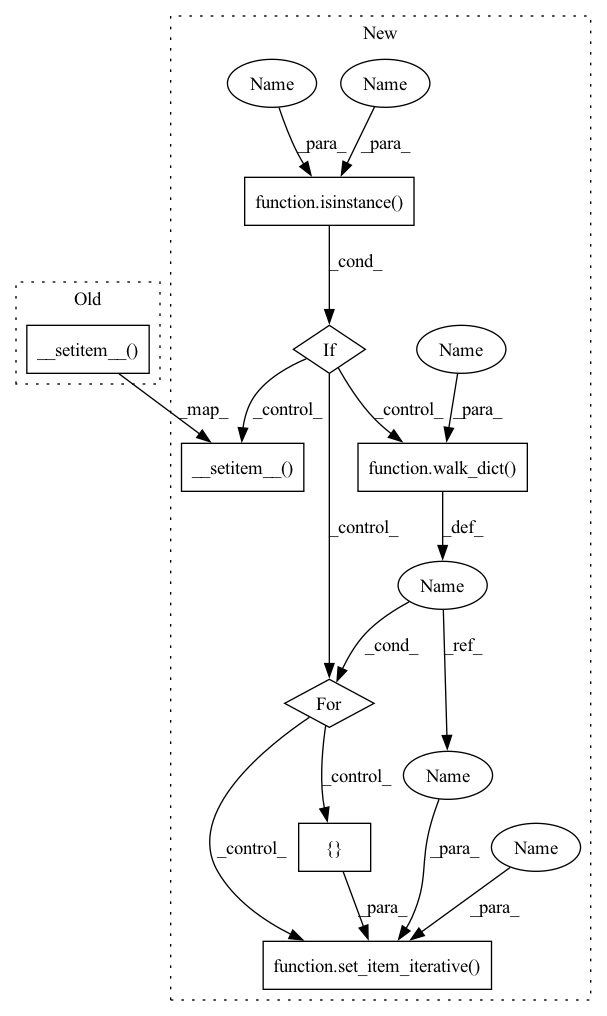 New
Name
Name
_para_
_para_
function.isinstance()
_cond_
Old
__setitem__()
If
Name
_map_
_control_
_control_
_para_
__setitem__()
function.walk_dict()
_control_
_def_
Name
_cond_
_ref_
For
_control_
Name
_control_
{}
_para_
Name
_para_
_para_
function.set_item_iterative()